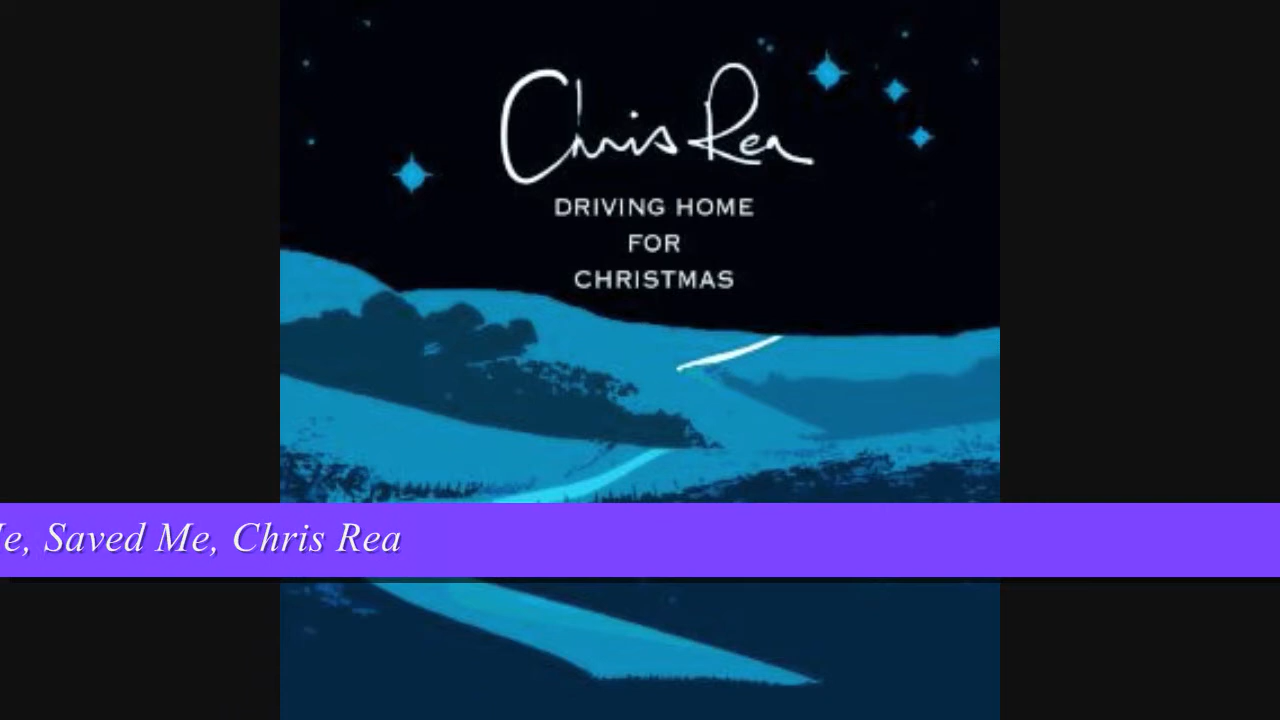 Chris Rea
DRIVING HOME
FOR
CHRISTMAS
Saved Me, Chris Rea